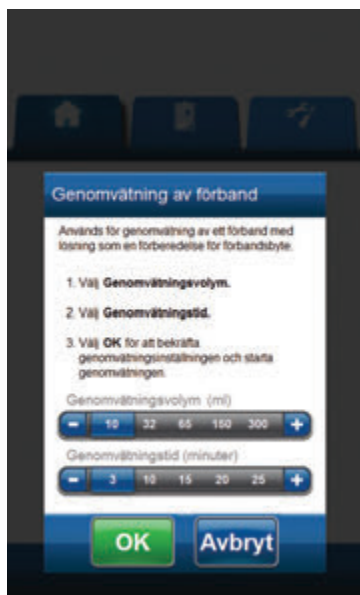 Genomvätning av förband
Används för genomvätning av ett förband med
lösning som en förberedelse för förbandsbyte.
1. Välj Genomvätningsvolym.
2. Välj Genomvätningstid.
3. Välj OK för att bekräfta
genomvätningsinställningen och starta
genomvätningen.
Genomvätningsvolym (ml)
- 10 32 65 150 300 +
Genomvätningstid (minuter)
- 3 10 15 20 25 +
OK Avbryt